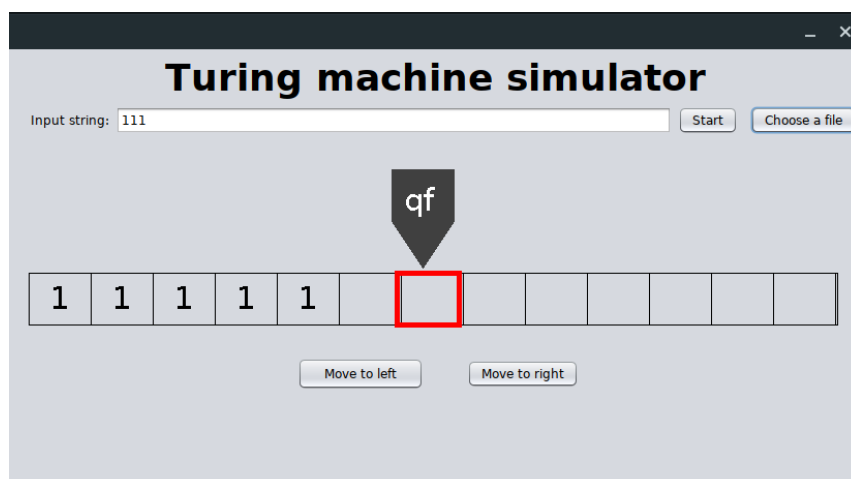 Turing machine simulator
Input string: 111 Start Choose a file
qf
1 1 1 1 1
Move to left Move to right